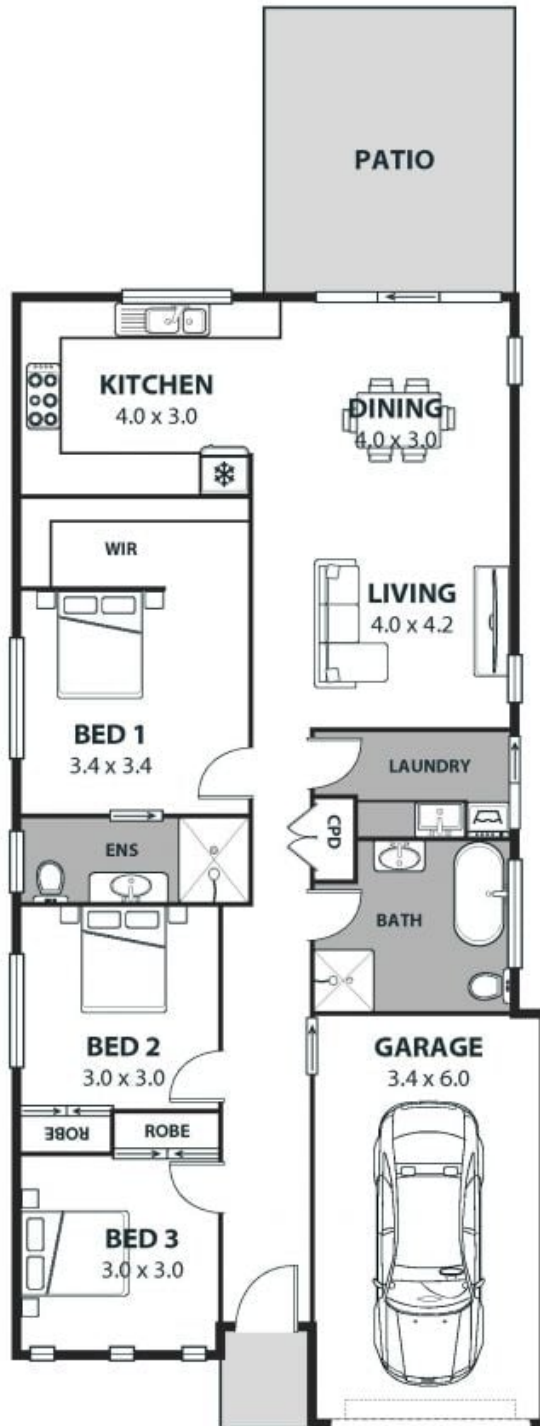 PATIO
KITCHEN
4.0 x 3.0
DINING
4.0 x 3.0
WIR
LIVING
4.0 x 4.2
BED 1
3.4 x 3.4
LAUNDRY
CPD
ENS
BATH
BED 2
3.0 x 3.0
GARAGE
3.4 x 6.0
ROBE
ROBE
BED 3
3.0 x 3.0